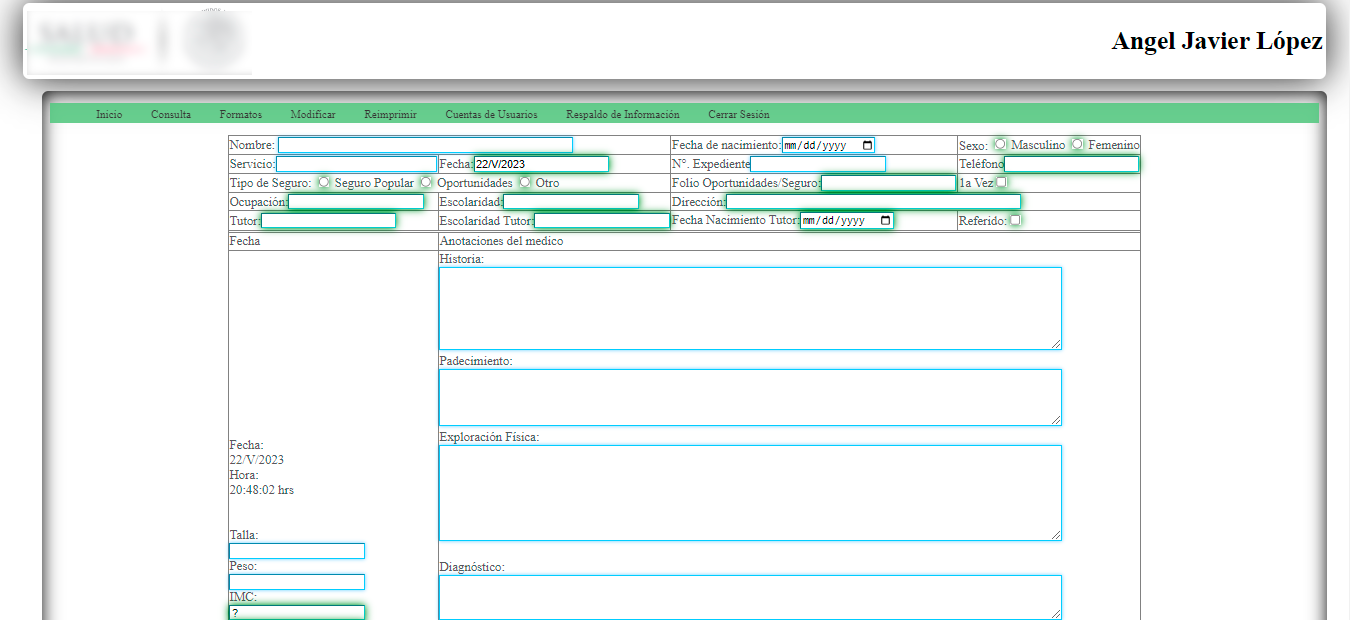 SALUD
Angel Javier López
Inicio Consulta Formatos Modificar Reimprimir Cuentas de Usuarios Respaldo de Información Cerrar Sesión
Nombre: Fecha de nacimiento: mm/dd/yyyy Sexo: Masculino Femenino
Servicio: Fecha: 22/V/2023 N°. Expediente Teléfono
Tipo de Seguro: Seguro Popular Oportunidades Otro Folio Oportunidades/Seguro: 1a Vez
Ocupación: Escolaridad: Dirección:
Tutor: Escolaridad Tutor: Fecha Nacimiento Tutor: mm/dd/yyyy Referido:
Fecha Anotaciones del medico
Historia:
Padecimiento:
Exploración Física:
Fecha:
22/V/2023
Hora:
20:48:02 hrs
Talla:
Peso:
Diagnóstico:
IMC:
?